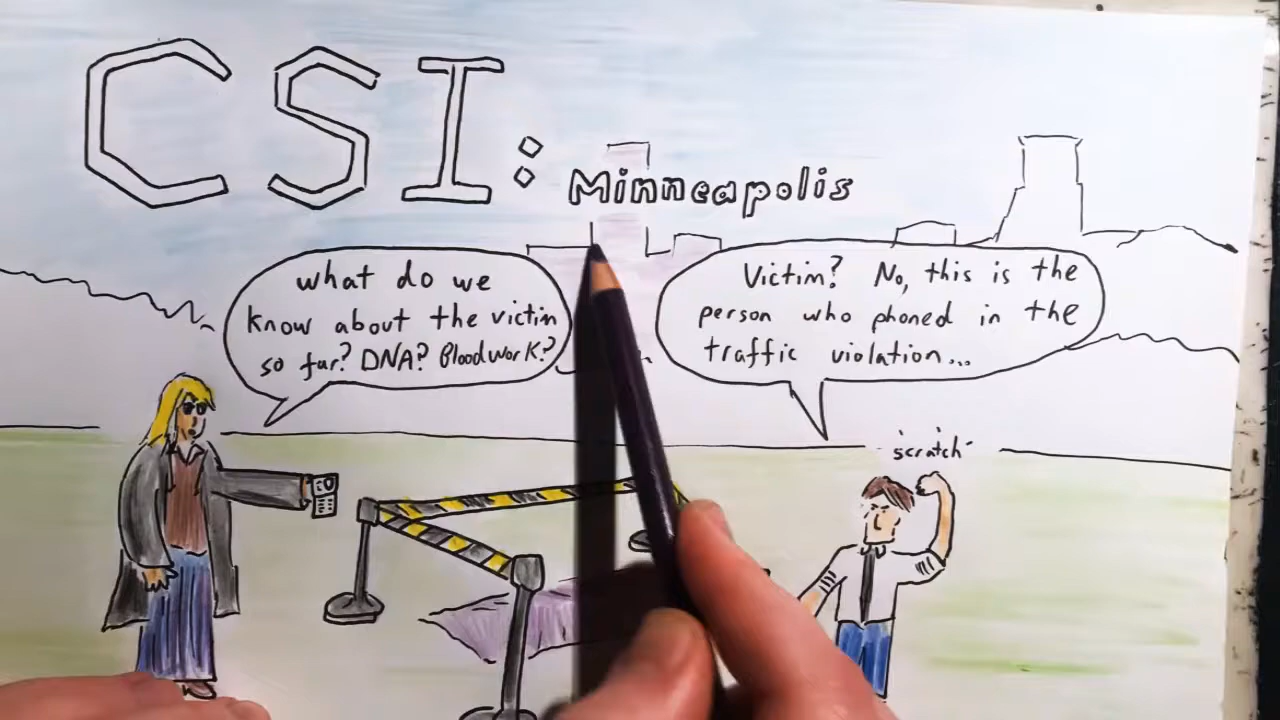 CSI: Minneapolis
what do we
know about the victim
so far? DNA? Bloodwork?
Victim? No, this is the
person who phoned in the
traffic violation...
'scratch'